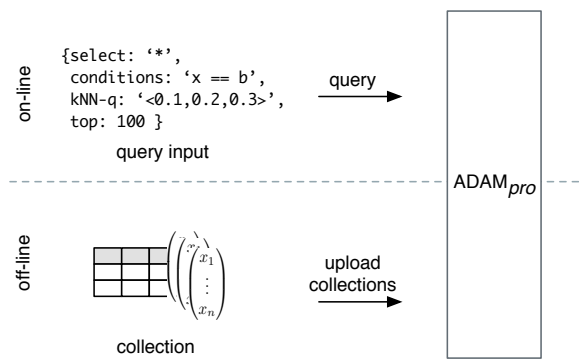 on-line
{select: ‘*’,
conditions: ‘x == b’,
kNN-q: ‘<0.1,0.2,0.3>’,
top: 100 }
query input
query
ADAMpro
off-line
x1
⋮
xn
collection
upload
collections